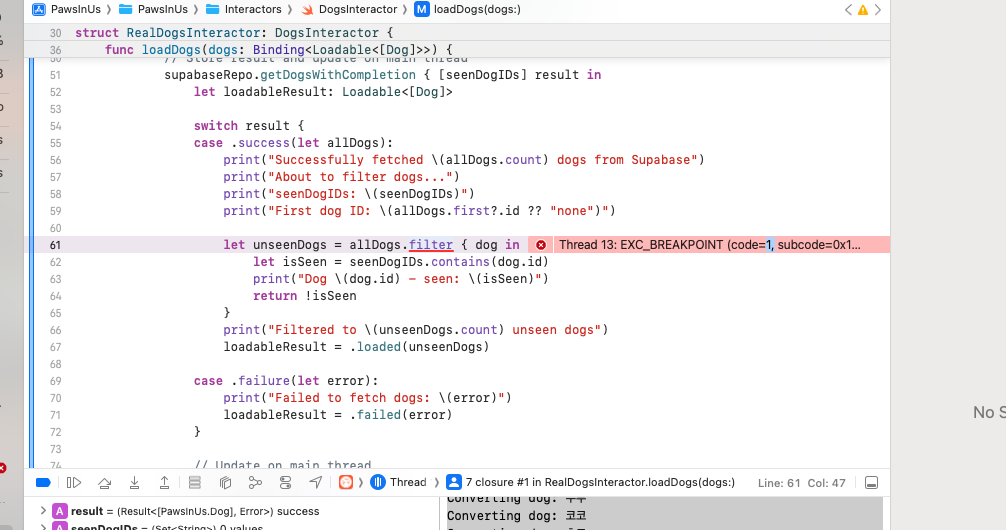 PawsInUs 〉 PawsInUs 〉 Interactors 〉 DogsInteractor 〉 M loadDogs(dogs:)
30 struct RealDogsInteractor: DogsInteractor {
36 func loadDogs(dogs: Binding<Loadable<[Dog]>>) {
50 // Store result and update on main thread
51 supabaseRepo.getDogsWithCompletion { [seenDogIDs] result in
52 let loadableResult: Loadable<[Dog]>
53
54 switch result {
55 case .success(let allDogs):
56 print("Successfully fetched \(allDogs.count) dogs from Supabase")
57 print("About to filter dogs...")
58 print("seenDogIDs: \(seenDogIDs)")
59 print("First dog ID: \(allDogs.first?.id ?? "none")")
60
61 let unseenDogs = allDogs.filter { dog in Thread 13: EXC_BREAKPOINT (code=1, subcode=0x1...
62 let isSeen = seenDogIDs.contains(dog.id)
63 print("Dog \(dog.id) - seen: \(isSeen)")
64 return !isSeen
65 }
66 print("Filtered to \(unseenDogs.count) unseen dogs")
67 loadableResult = .loaded(unseenDogs)
68
69 case .failure(let error):
70 print("Failed to fetch dogs: \(error)")
71 loadableResult = .failed(error)
72 }
73
74 // Update on main thread
No S
Thread 〉 7 closure #1 in RealDogsInteractor.loadDogs(dogs:) Line: 61 Col: 47
A result = (Result<[PawsInUs.Dog], Error>) success
A seenDogIDs = (Set<String>) 0 values
Converting dog:
Converting dog: 코코